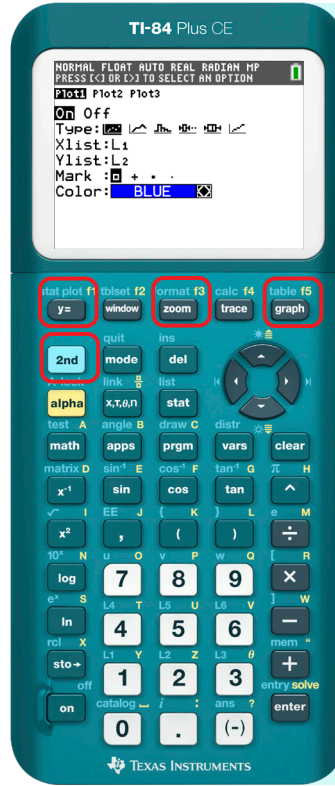 TI-84 Plus CE
NORMAL FLOAT AUTO REAL RADIAN MP
PRESS [<] OR [>] TO SELECT AN OPTION
Plot1 Plot2 Plot3
On Off
Type:
Xlist:L1
Ylist:L2
Mark : + . .
Color: BLUE
stat plot f1 tblset f2 format f3 calc f4 table f5
y= window zoom trace graph
quit ins
2nd mode del
A-lock link list
alpha X,T,θ,n stat
test A angle B draw C distr
math apps prgm vars clear
matrix D sin⁻¹ E cos⁻¹ F tan⁻¹ G π H
x⁻¹ sin cos tan ^
√ I EE J { K } L e M
x² , ( ) ÷
10ˣ N u O v P w Q [ R
log 7 8 9 ×
eˣ S L4 T L5 U L6 V ] W
ln 4 5 6 −
rcl X L1 Y L2 Z L3 θ mem "
sto→ 1 2 3 +
off catalog i : ans ? entry solve
on 0 . (-) enter
TEXAS INSTRUMENTS